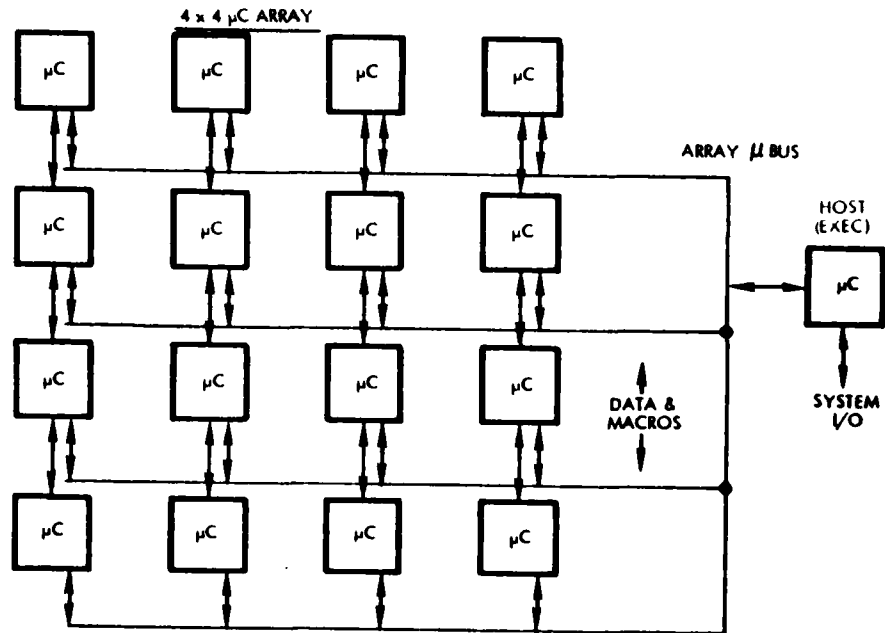 4 x 4 μC ARRAY
μC μC μC μC
ARRAY μ BUS
μC μC μC μC
HOST
(EXEC)
μC
μC μC μC μC
DATA &
MACROS
SYSTEM
I/O
μC μC μC μC